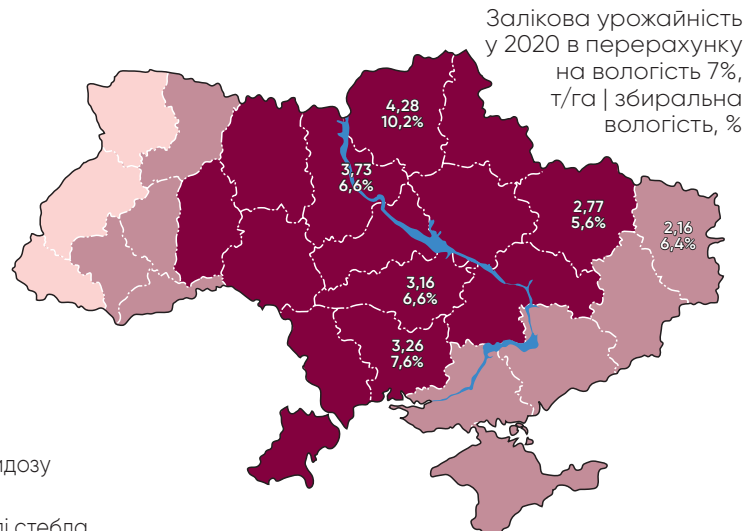 Залікова урожайність
у 2020 в перерахунку
на вологість 7%,
т/га | збиральна
вологість, %
4,28
10,2%
3,73
6,6%
2,77
5,6%
2,16
6,4%
3,16
6,6%
3,26
7,6%
стебла